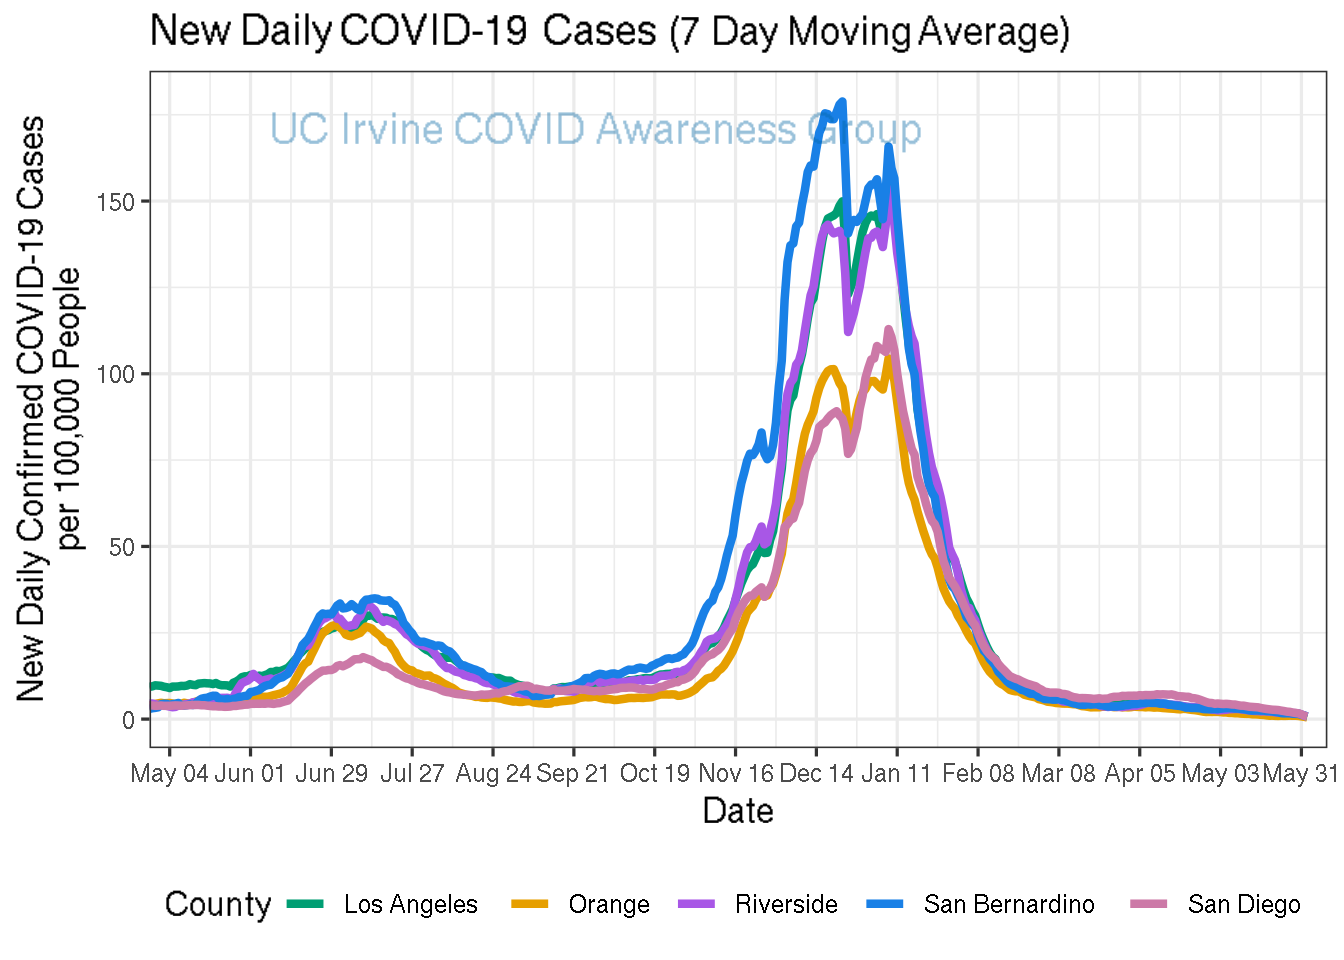 New Daily COVID-19 Cases (7 Day Moving Average)
UC Irvine COVID Awareness Group
New Daily Confirmed COVID-19 Cases
per 100,000 People
150
100
50
0
May 04 Jun 01 Jun 29 Jul 27 Aug 24 Sep 21 Oct 19 Nov 16 Dec 14 Jan 11 Feb 08 Mar 08 Apr 05 May 03 May 31
Date
County Los Angeles Orange Riverside San Bernardino San Diego